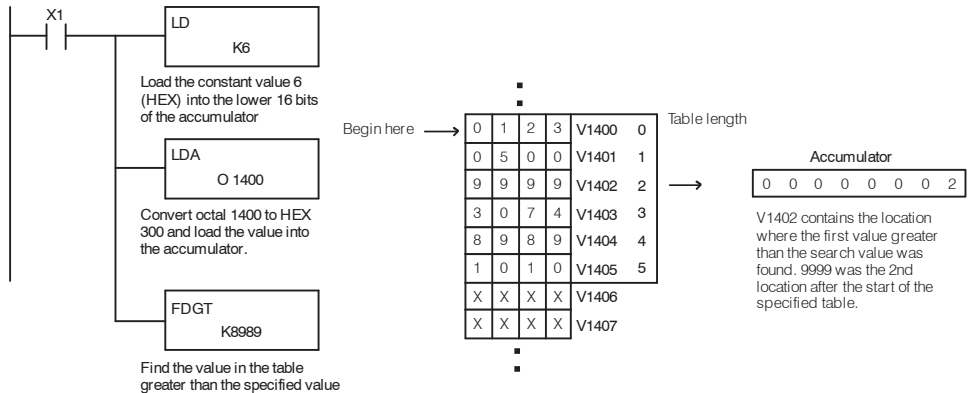 X1
LD
K6
Load the constant value 6
(HEX) into the lower 16 bits
of the accumulator
LDA
O 1400
Convert octal 1400 to HEX
300 and load the value into
the accumulator.
FDGT
K8989
Find the value in the table
greater than the specified value
Begin here
Table length
0 1 2 3 V1400 0
0 5 0 0 V1401 1
9 9 9 9 V1402 2
3 0 7 4 V1403 3
8 9 8 9 V1404 4
1 0 1 0 V1405 5
X X X X V1406
X X X X V1407
Accumulator
0 0 0 0 0 0 0 2
V1402 contains the location
where the first value greater
than the search value was
found. 9999 was the 2nd
location after the start of the
specified table.